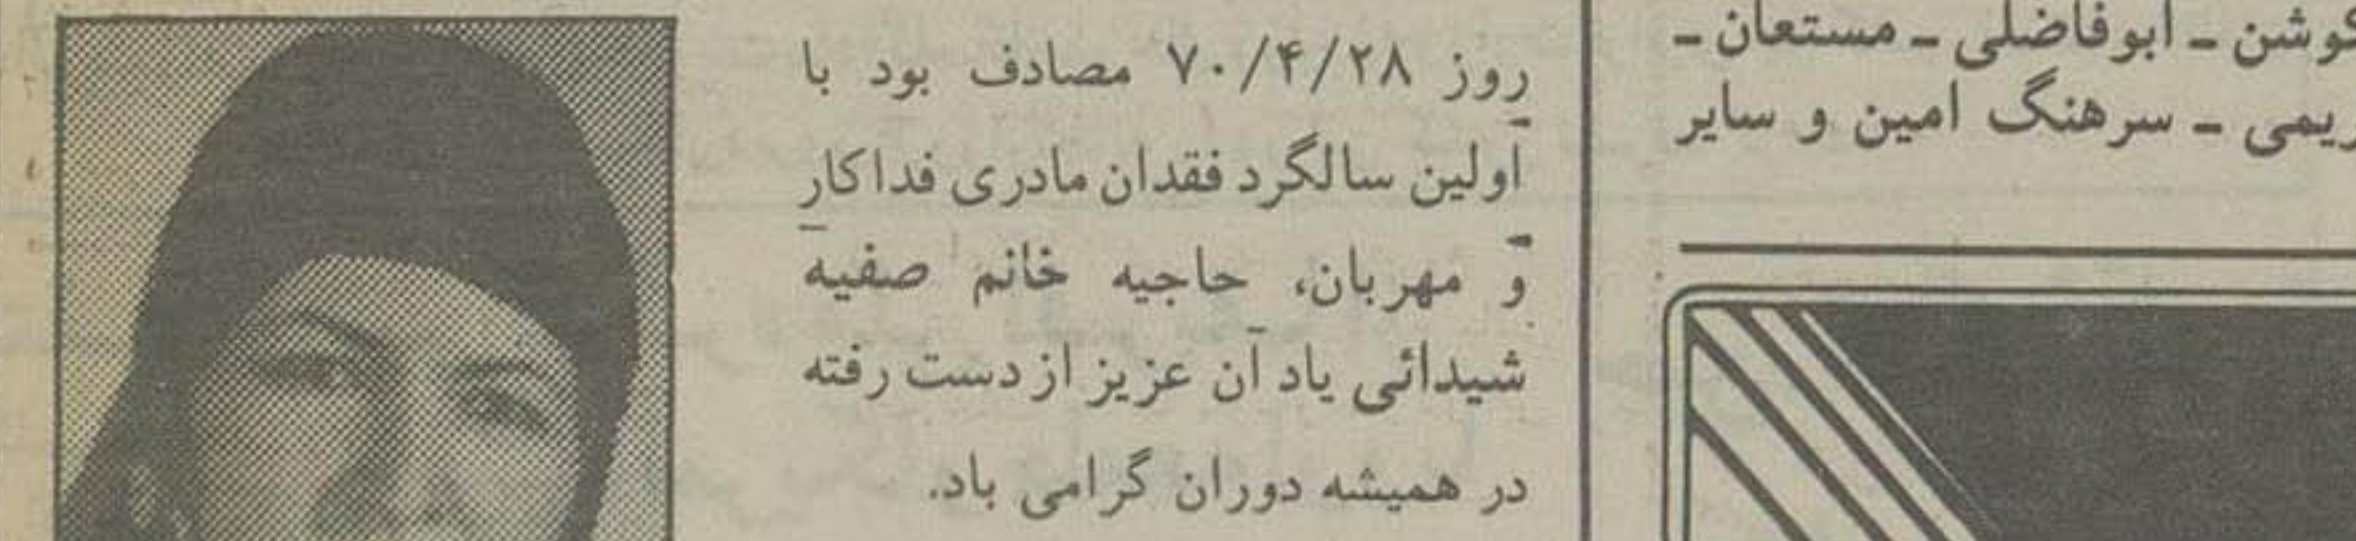 ـ ابوفاضلی ـ مستعان ـ
ـ سرهنگ امین و سایر
روز ۷۰/۴/۲۸ مصادف بود با
اولین سالگرد فقدان مادری فداکار
و مهربان، حاجیه خانم صفیه
شیدائی یاد آن عزیز از دست رفته
در همیشه دوران گرامی باد.